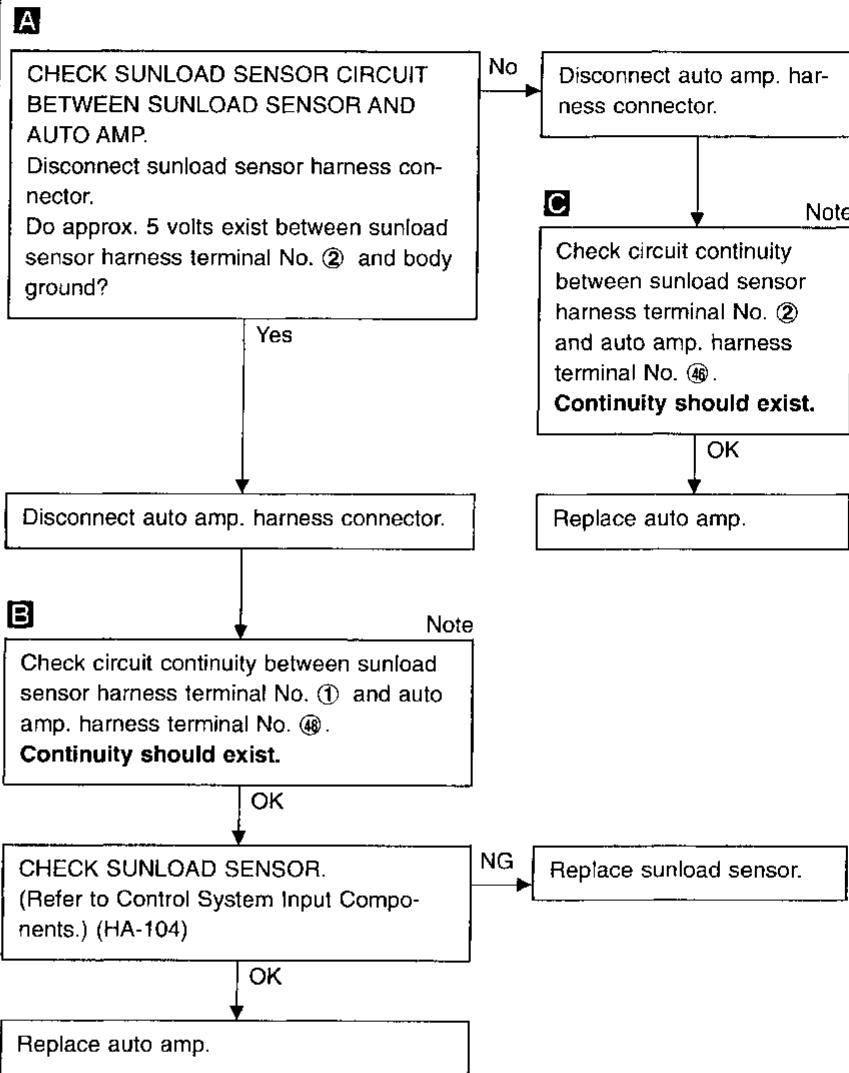 A
CHECK SUNLOAD SENSOR CIRCUIT
BETWEEN SUNLOAD SENSOR AND
AUTO AMP.
Disconnect sunload sensor harness con-
nector.
Do approx. 5 volts exist between sunload
sensor harness terminal No. ② and body
ground?
No
Disconnect auto amp. har-
ness connector.
C
Note
Check circuit continuity
between sunload sensor
harness terminal No. ②
and auto amp. harness
terminal No. ㊻.
Continuity should exist.
OK
Replace auto amp.
Yes
Disconnect auto amp. harness connector.
B
Note
Check circuit continuity between sunload
sensor harness terminal No. ① and auto
amp. harness terminal No. ㊽.
Continuity should exist.
OK
CHECK SUNLOAD SENSOR.
(Refer to Control System Input Compo-
nents.) (HA-104)
NG
Replace sunload sensor.
OK
Replace auto amp.